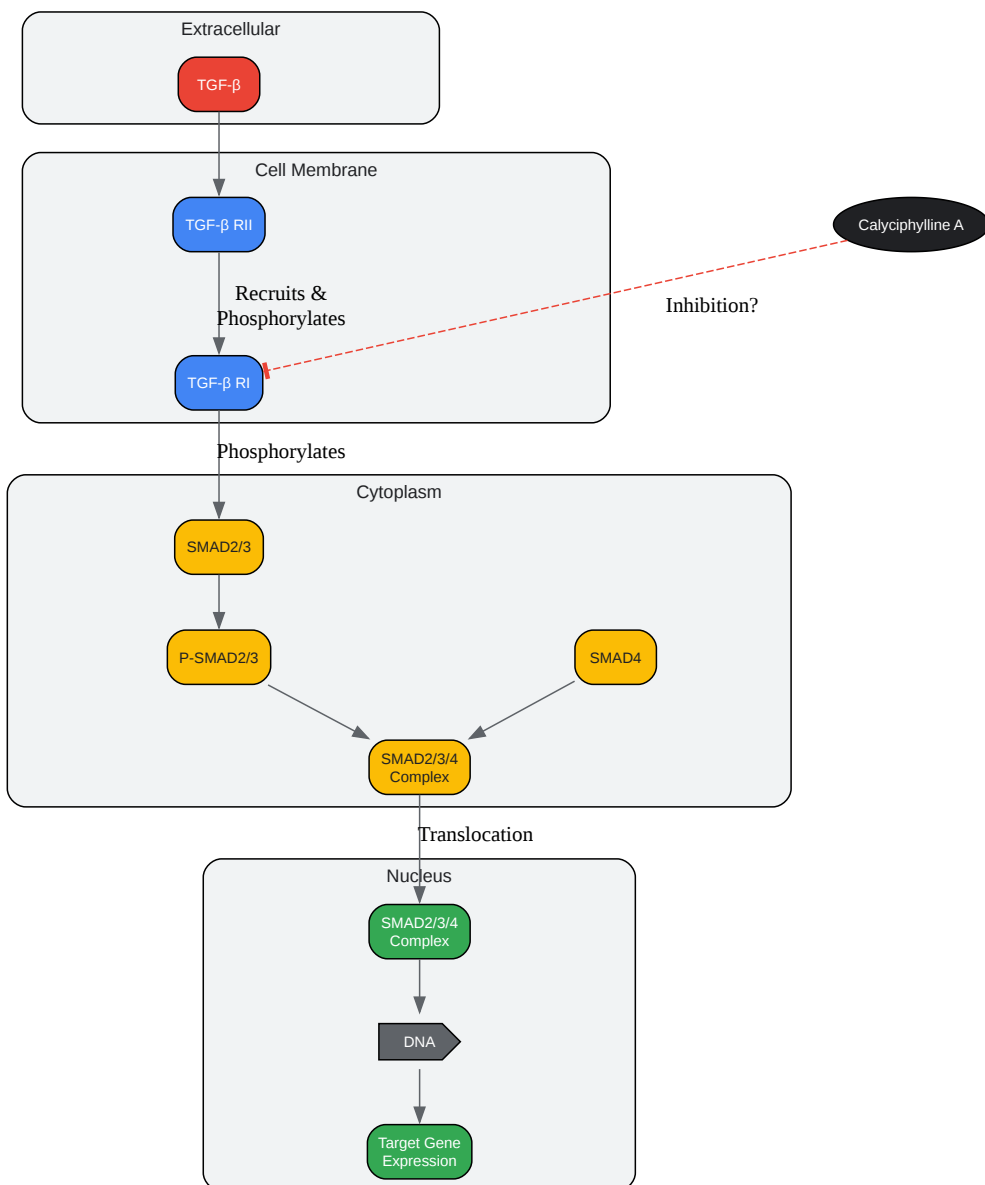 Extracellular
TGF-β
Cell Membrane
TGF-β RII
Calyciphylline A
Recruits &
Phosphorylates
Inhibition?
TGF-β RI
Phosphorylates
Cytoplasm
SMAD2/3
P-SMAD2/3
SMAD4
SMAD2/3/4
Complex
Translocation
Nucleus
SMAD2/3/4
Complex
DNA
Target Gene
Expression